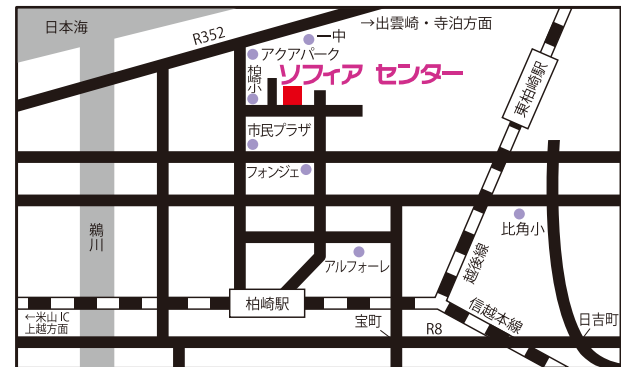 日本海
R352
→出雲崎・寺泊方面
一中
アクアパーク
柏崎小
ソフィア センター
東柏崎駅
市民プラザ
フォンジェ
鵜川
比角小
アルフォーレ
越後線
柏崎駅
信越本線
←米山 IC
上越方面
宝町
R8
日吉町